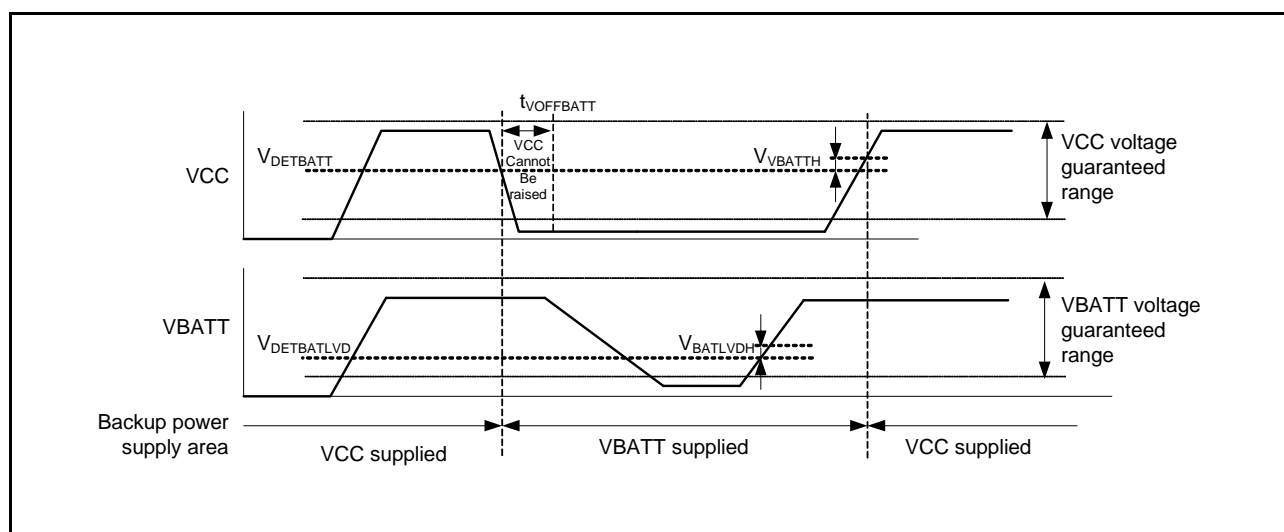 tVOFFBATT
VCC
VDETBATT
VCC
Cannot
Be
raised
VVBATTH
VCC voltage
guaranteed
range
VBATT
VDETBATLVD
VBATLVDH
VBATT voltage
guaranteed
range
Backup power
supply area
VCC supplied
VBATT supplied
VCC supplied